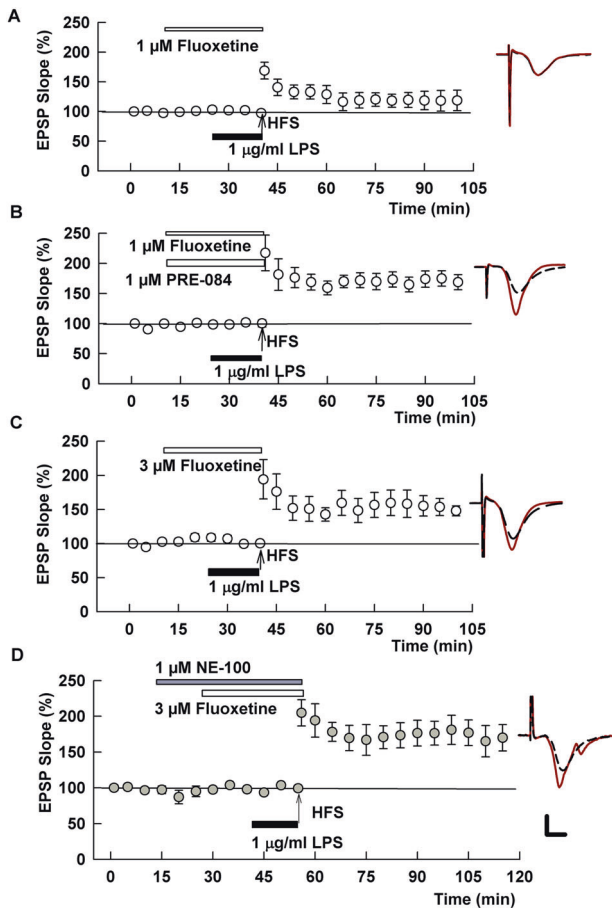 A
250
200
150
100
50
0
EPSP Slope (%)
1 µM Fluoxetine
HFS
1 µg/ml LPS
0 15 30 45 60 75 90 105
Time (min)
B
250
200
150
100
50
0
EPSP Slope (%)
1 µM Fluoxetine
1 µM PRE-084
HFS
1 µg/ml LPS
0 15 30 45 60 75 90 105
Time (min)
C
250
200
150
100
50
0
EPSP Slope (%)
3 µM Fluoxetine
HFS
1 µg/ml LPS
0 15 30 45 60 75 90 105
Time (min)
D
250
200
150
100
50
0
EPSP Slope (%)
1 µM NE-100
3 µM Fluoxetine
HFS
1 µg/ml LPS
0 15 30 45 60 75 90 105 120
Time (min)